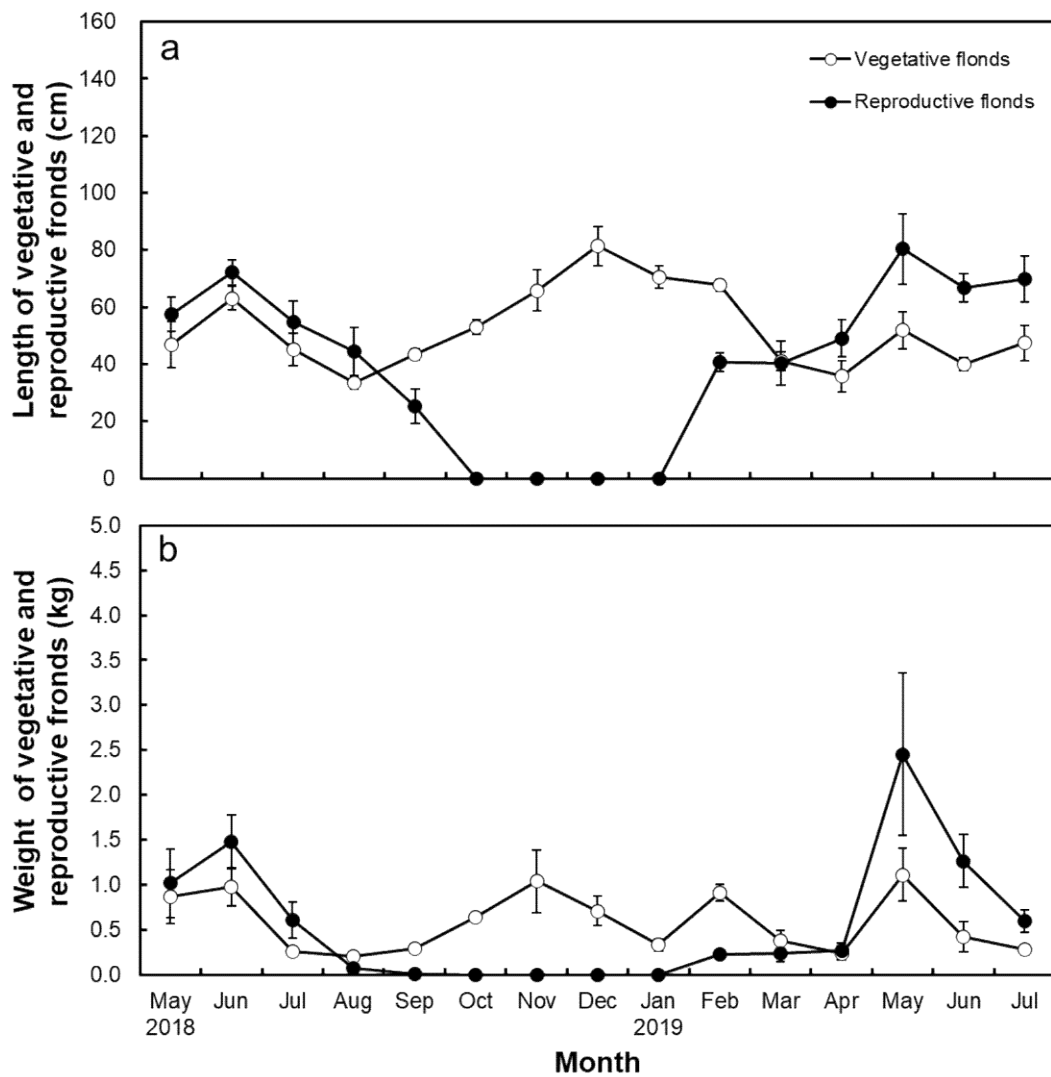 a
Length of vegetative and
reproductive fronds (cm)
160
140
120
100
80
60
40
20
0
Vegetative flonds
Reproductive flonds
b
Weight of vegetative and
reproductive fronds (kg)
5.0
4.5
4.0
3.5
3.0
2.5
2.0
1.5
1.0
0.5
0.0
May Jun Jul Aug Sep Oct Nov Dec Jan Feb Mar Apr May Jun Jul
2018 2019
Month